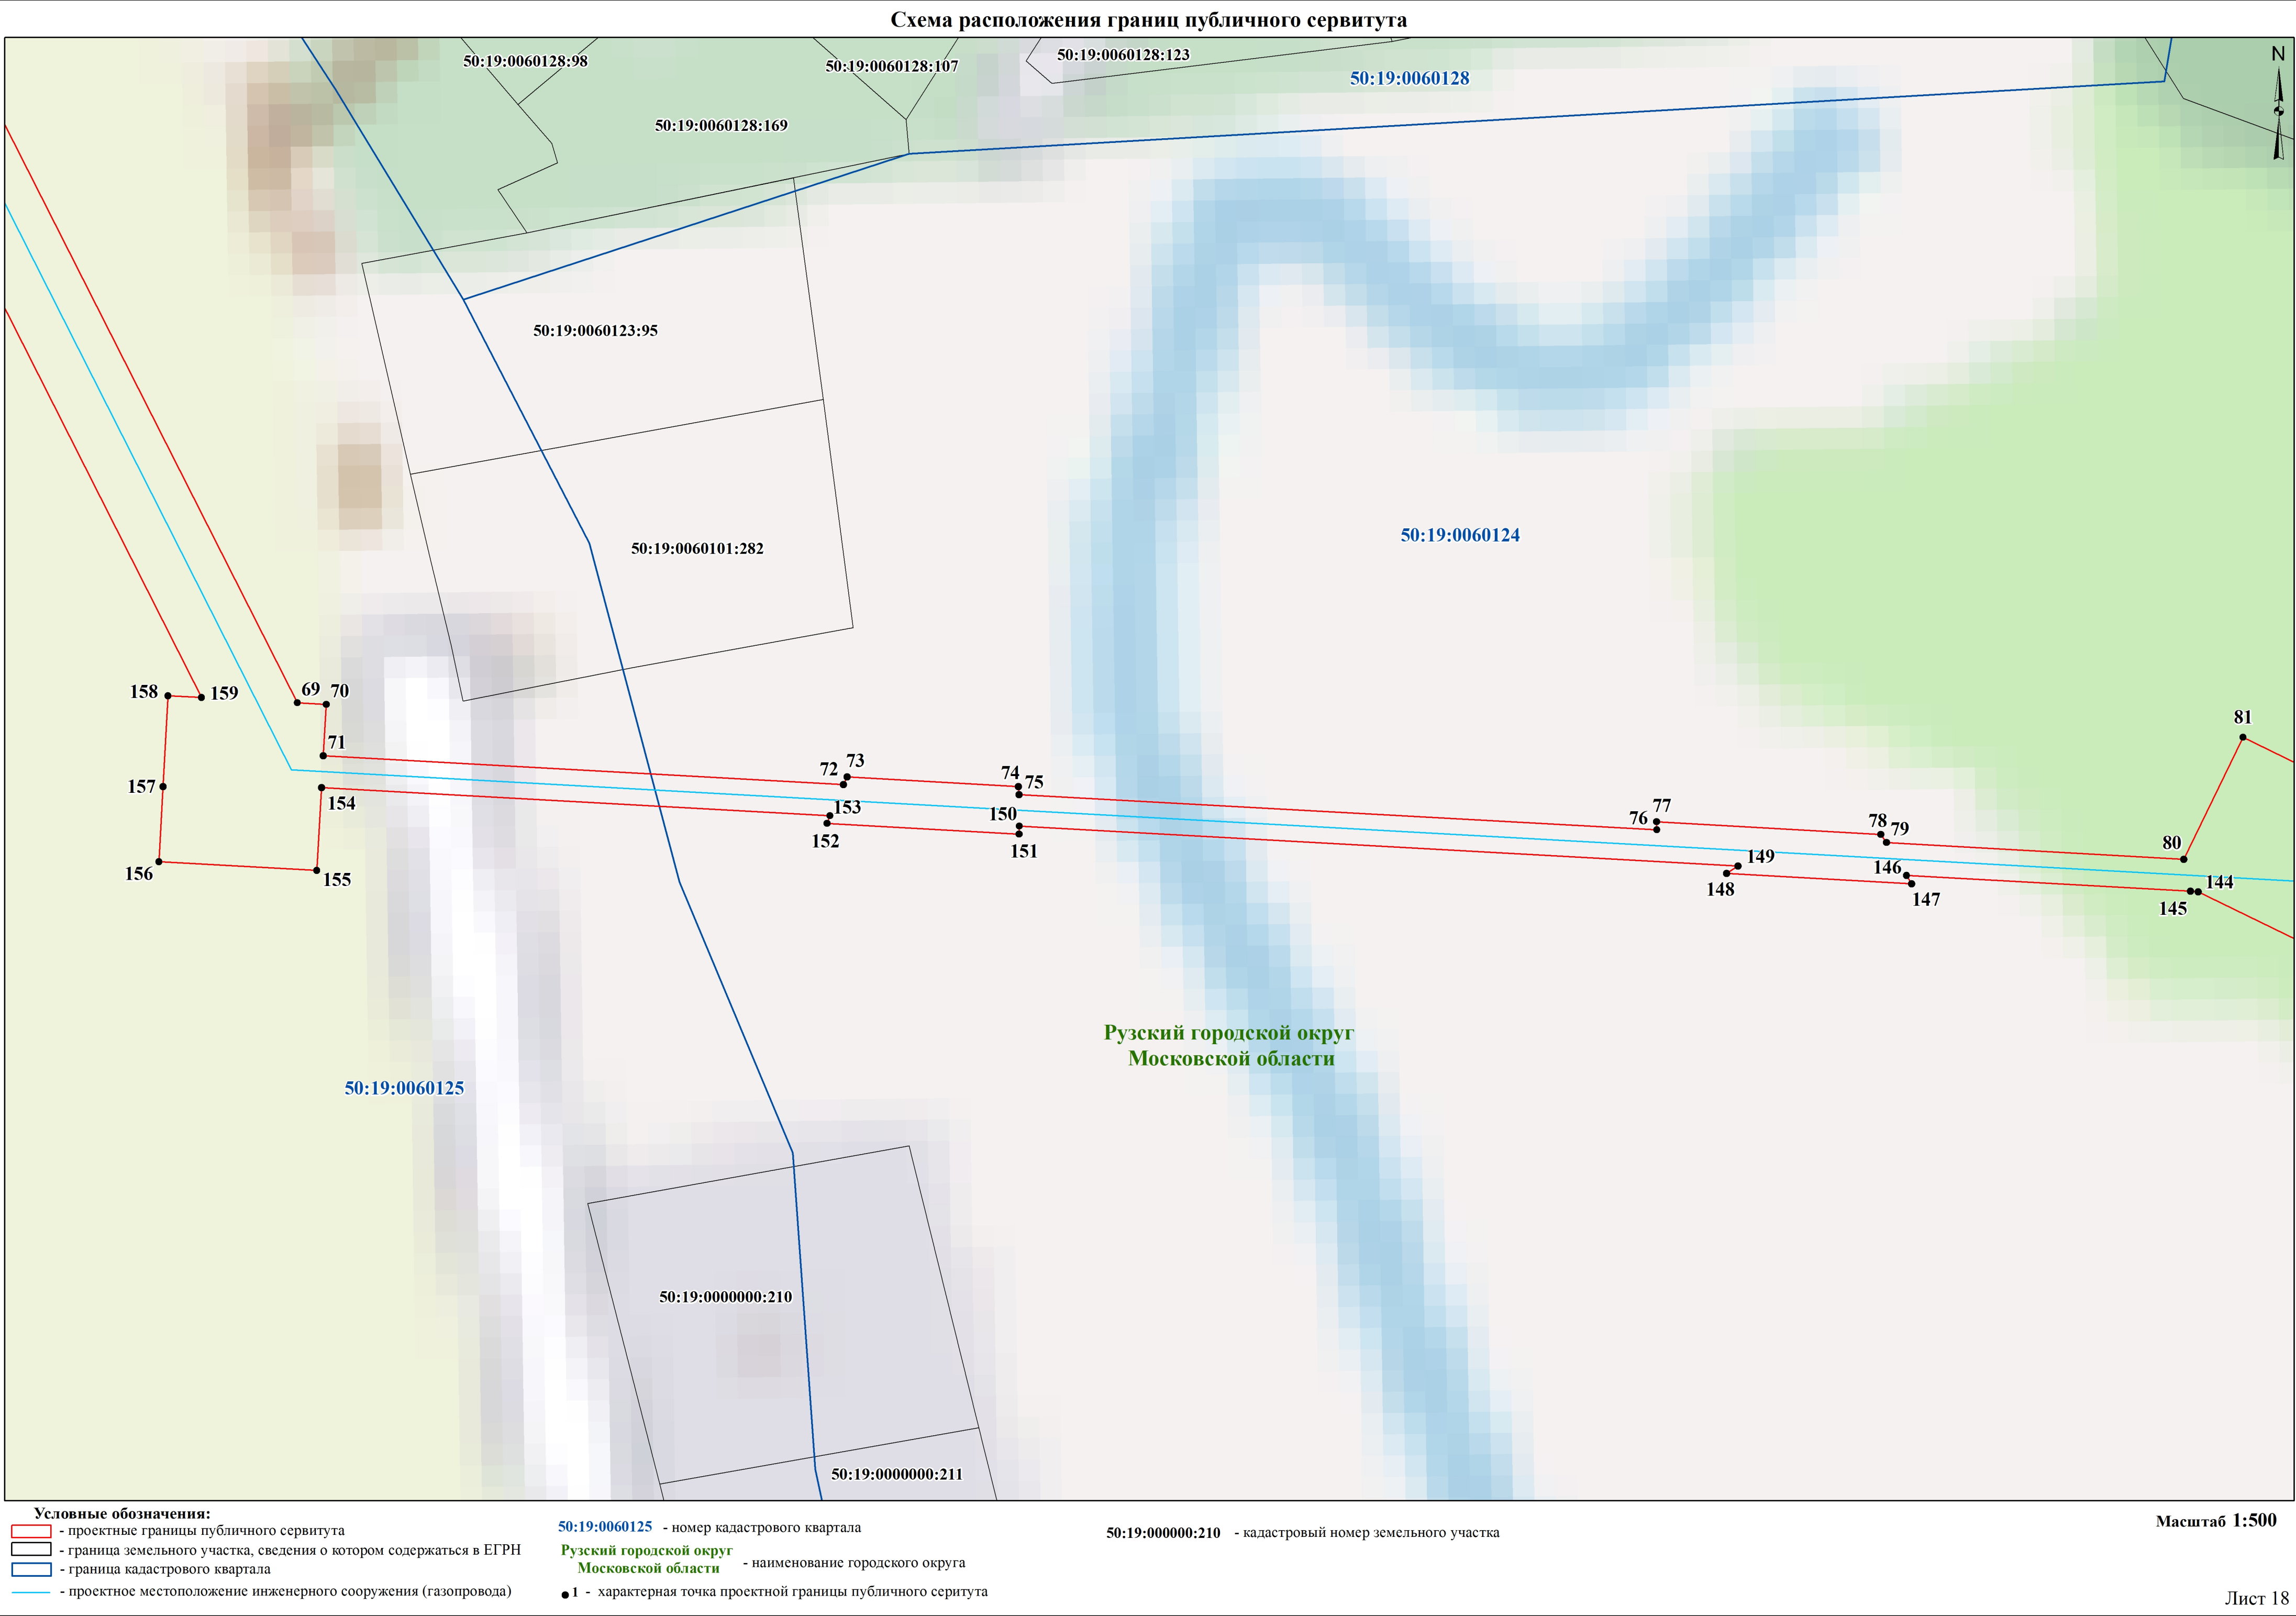 Схема расположения границ публичного сервитута
N
50:19:0060128:98
50:19:0060128:107
50:19:0060128:123
50:19:0060128
50:19:0060128:169
50:19:0060123:95
50:19:0060101:282
50:19:0060124
158
159
69
70
71
157
154
156
155
72
73
74
75
153
150
152
151
76
77
78
79
80
81
149
148
146
147
144
145
Рузский городской округ
Московской области
50:19:0060125
50:19:0000000:210
50:19:0000000:211
Условные обозначения:
- проектные границы публичного сервитута
- граница земельного участка, сведения о котором содержаться в ЕГРН
- граница кадастрового квартала
- проектное местоположение инженерного сооружения (газопровода)
50:19:0060125 - номер кадастрового квартала
Рузский городской округ
Московской области - наименование городского округа
1 - характерная точка проектной границы публичного серитута
50:19:000000:210 - кадастровый номер земельного участка
Масштаб 1:500
Лист 18